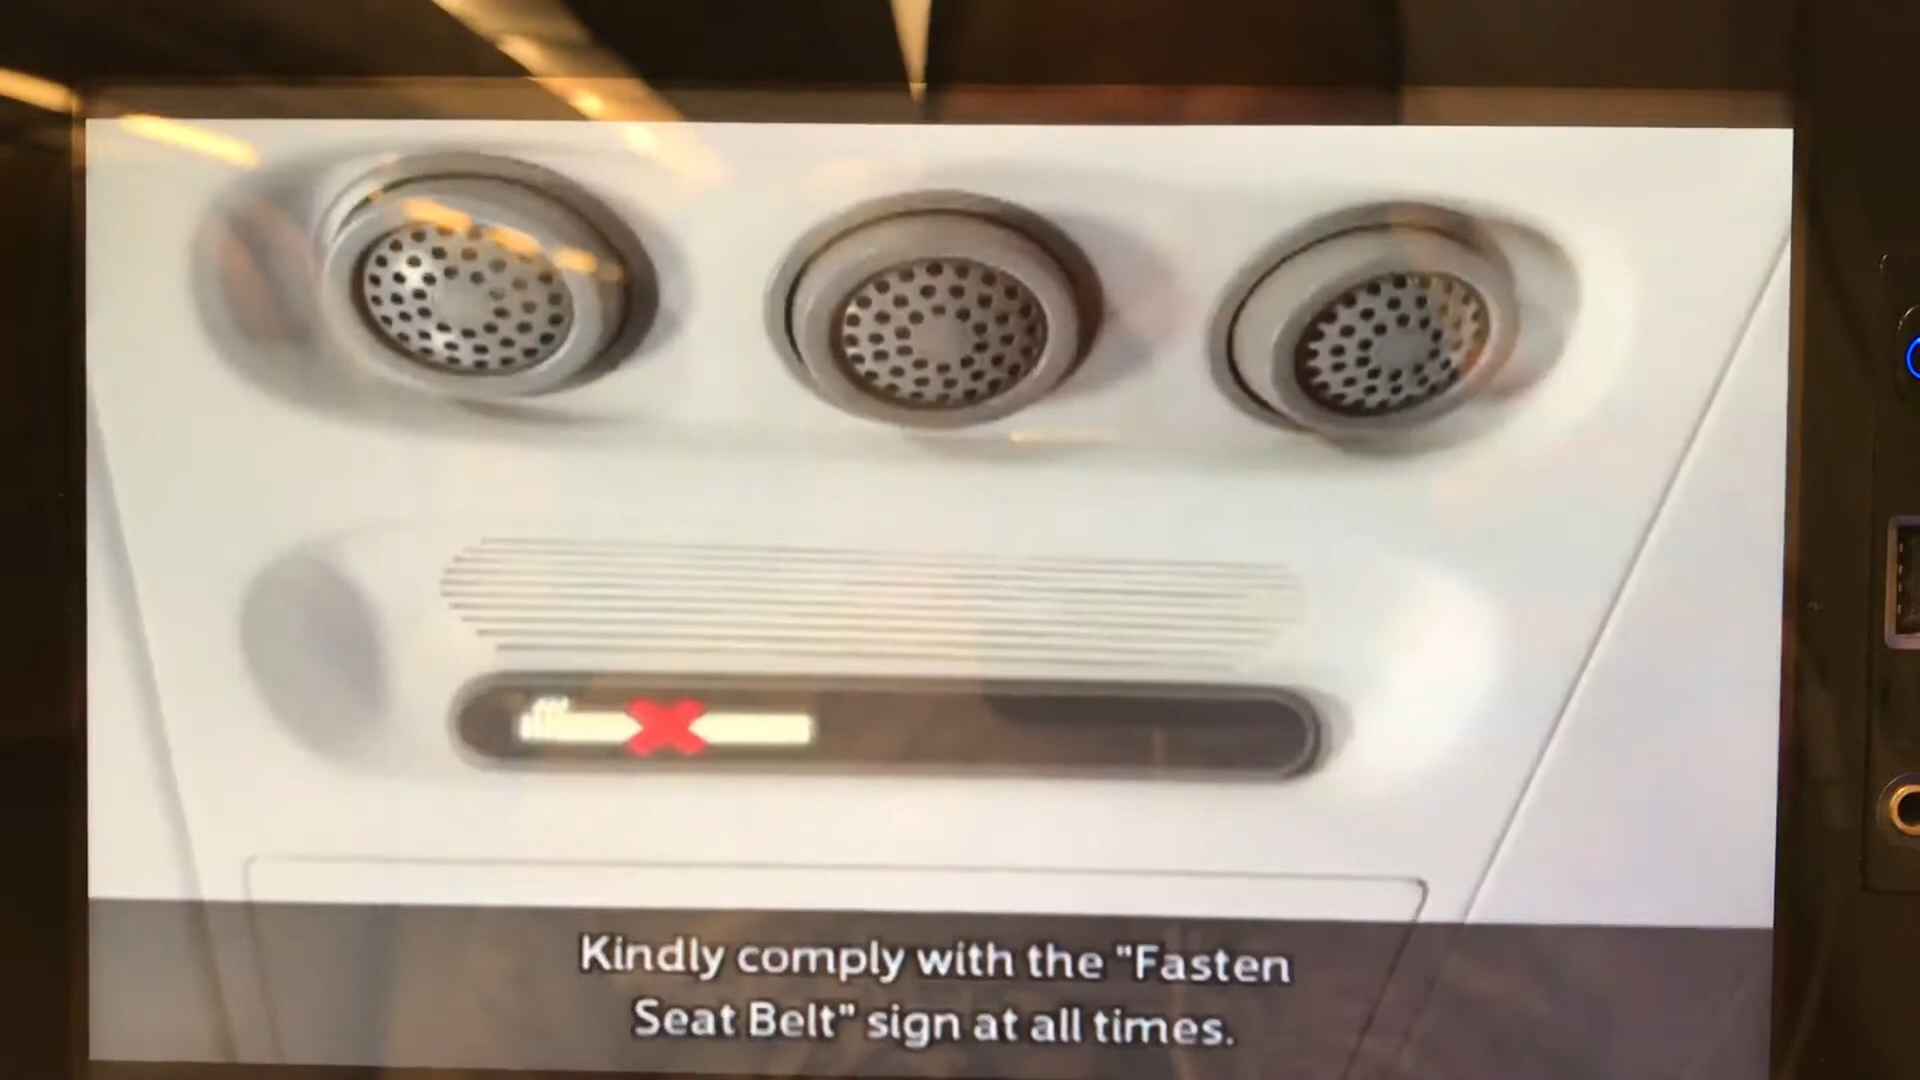 Kindly comply with the "Fasten
Seat Belt" sign at all times.